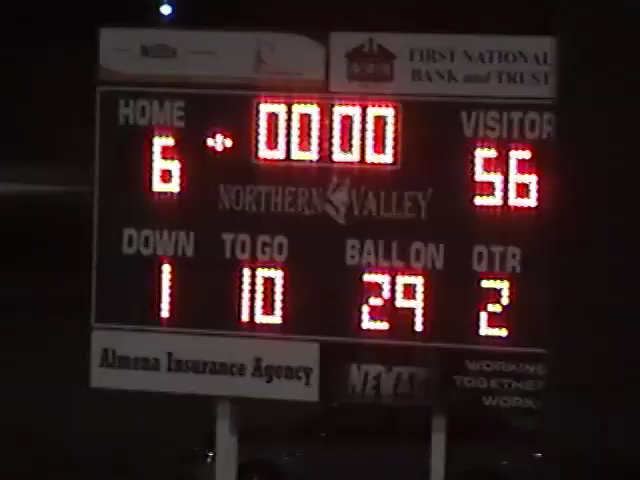 FIRST NATIONAL
BANK and TRUST
HOME
00 00
VISITOR
6
56
NORTHERN VALLEY
DOWN
TO GO
BALL ON
QTR
1
10
29
2
Almena Insurance Agency
WORKING
TOGETHER
WORK